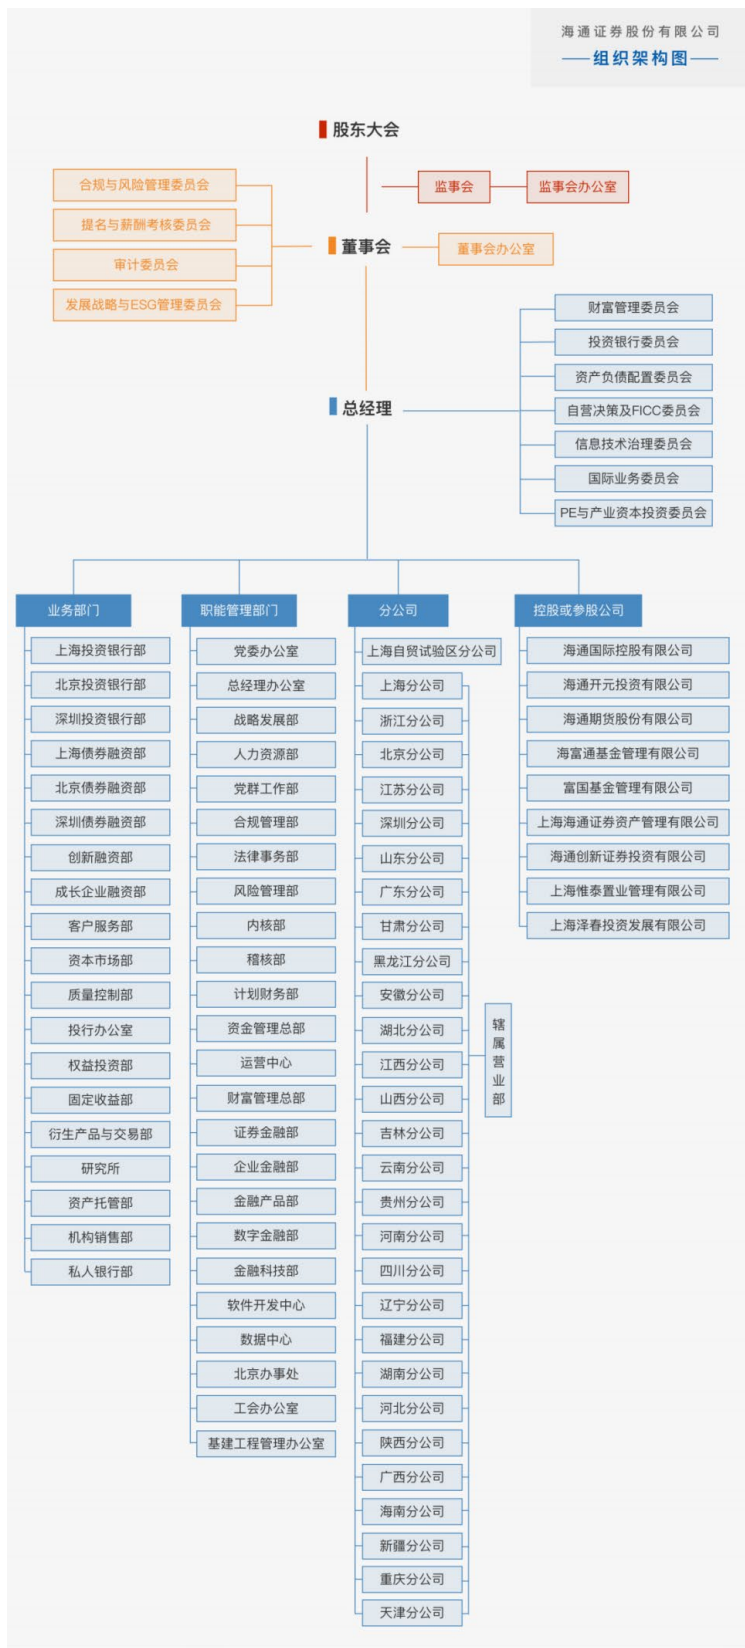 海通证券股份有限公司
组织架构图
股东大会
监事会
监事会办公室
合规与风险管理委员会
提名与薪酬考核委员会
审计委员会
发展战略与ESG管理委员会
董事会
董事会办公室
财富管理委员会
投资银行委员会
资产负债配置委员会
自营决策及FICC委员会
信息技术治理委员会
国际业务委员会
PE与产业资本投资委员会
总经理
业务部门
上海投资银行部
北京投资银行部
深圳投资银行部
上海债券融资部
北京债券融资部
深圳债券融资部
创新融资部
成长企业融资部
客户服务部
资本市场部
质量控制部
投行办公室
权益投资部
固定收益部
衍生产品与交易部
研究所
资产托管部
机构销售部
私人银行部
职能管理部门
党委办公室
总经理办公室
战略发展部
人力资源部
党群工作部
合规管理部
法律事务部
风险管理部
内核部
稽核部
计划财务部
资金管理总部
运营中心
财富管理总部
证券金融部
企业金融部
金融产品部
数字金融部
金融科技部
软件开发中心
数据中心
北京办事处
工会办公室
基建工程管理办公室
分公司
上海自贸试验区分公司
上海分公司
浙江分公司
北京分公司
江苏分公司
深圳分公司
山东分公司
广东分公司
甘肃分公司
黑龙江分公司
安徽分公司
湖北分公司
江西分公司
山西分公司
吉林分公司
云南分公司
贵州分公司
河南分公司
四川分公司
辽宁分公司
福建分公司
湖南分公司
河北分公司
陕西分公司
广西分公司
海南分公司
新疆分公司
重庆分公司
天津分公司
辖属营业部
控股或参股公司
海通国际控股有限公司
海通开元投资有限公司
海通期货股份有限公司
海富通基金管理有限公司
富国基金管理有限公司
上海海通证券资产管理有限公司
海通创新证券投资有限公司
上海惟泰置业管理有限公司
上海泽春投资发展有限公司